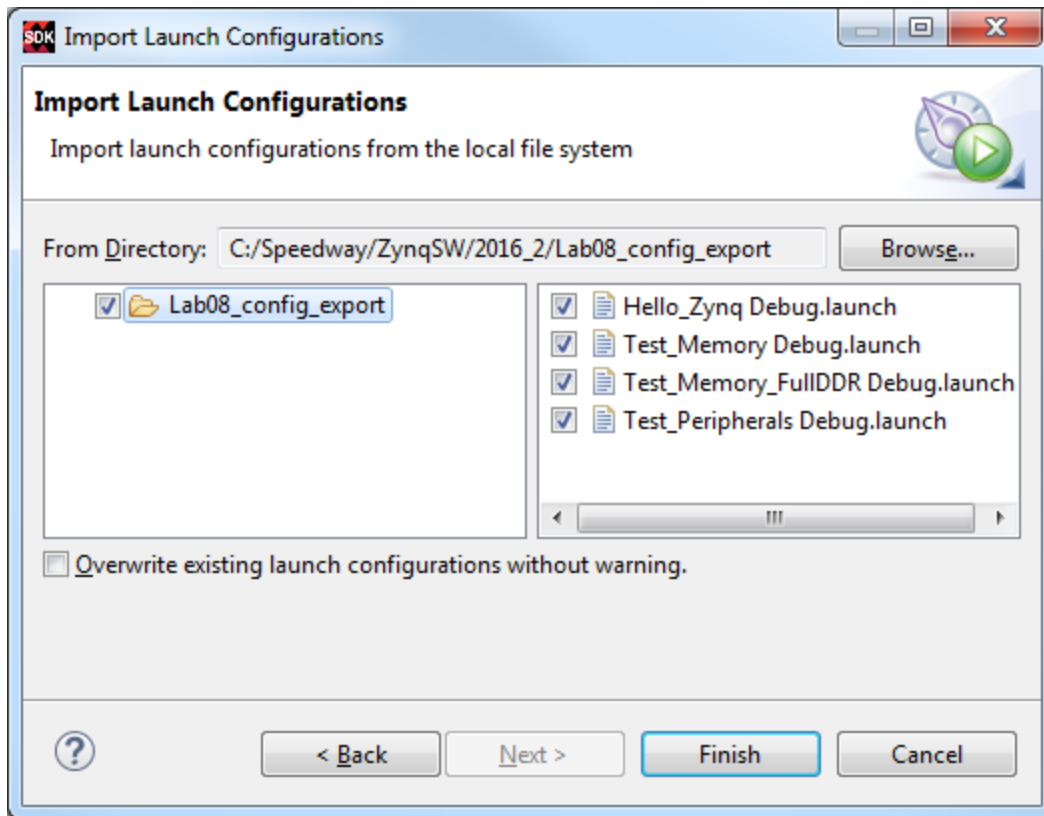 SDK Import Launch Configurations
Import Launch Configurations
Import launch configurations from the local file system
From Directory: C:/Speedway/ZynqSW/2016_2/Lab08_config_export Browse...
Lab08_config_export
Hello_Zynq Debug.launch
Test_Memory Debug.launch
Test_Memory_FullDDR Debug.launch
Test_Peripherals Debug.launch
Overwrite existing launch configurations without warning.
? < Back Next > Finish Cancel